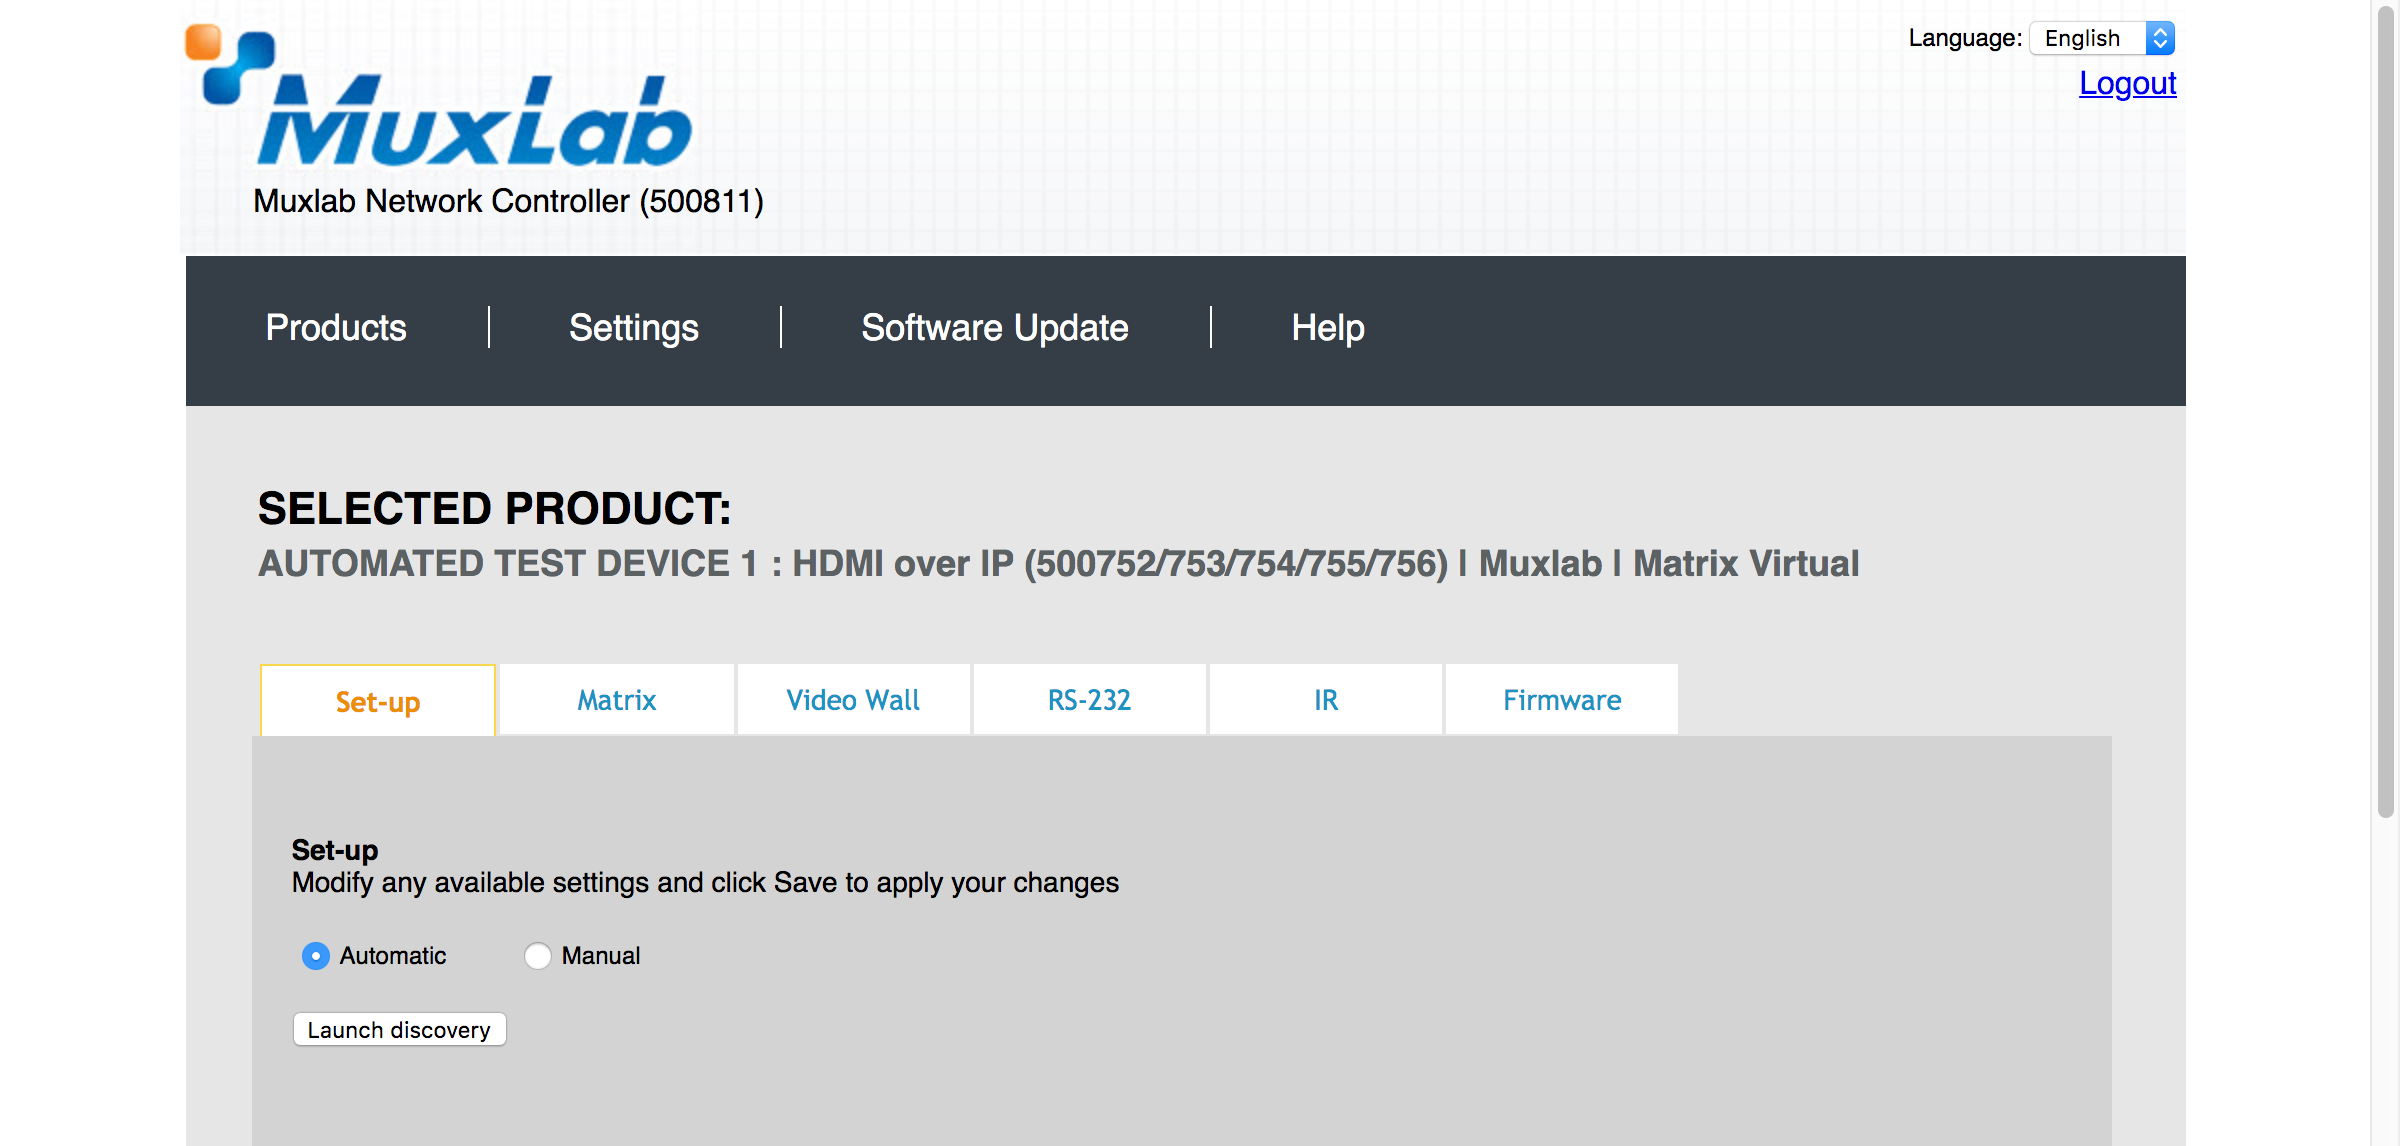 Language: English
Logout
MuxLab
Muxlab Network Controller (500811)
Products
Settings
Software Update
Help
SELECTED PRODUCT:
AUTOMATED TEST DEVICE 1 : HDMI over IP (500752/753/754/755/756) | Muxlab | Matrix Virtual
Set-up
Matrix
Video Wall
RS-232
IR
Firmware
Set-up
Modify any available settings and click Save to apply your changes
Automatic
Manual
Launch discovery